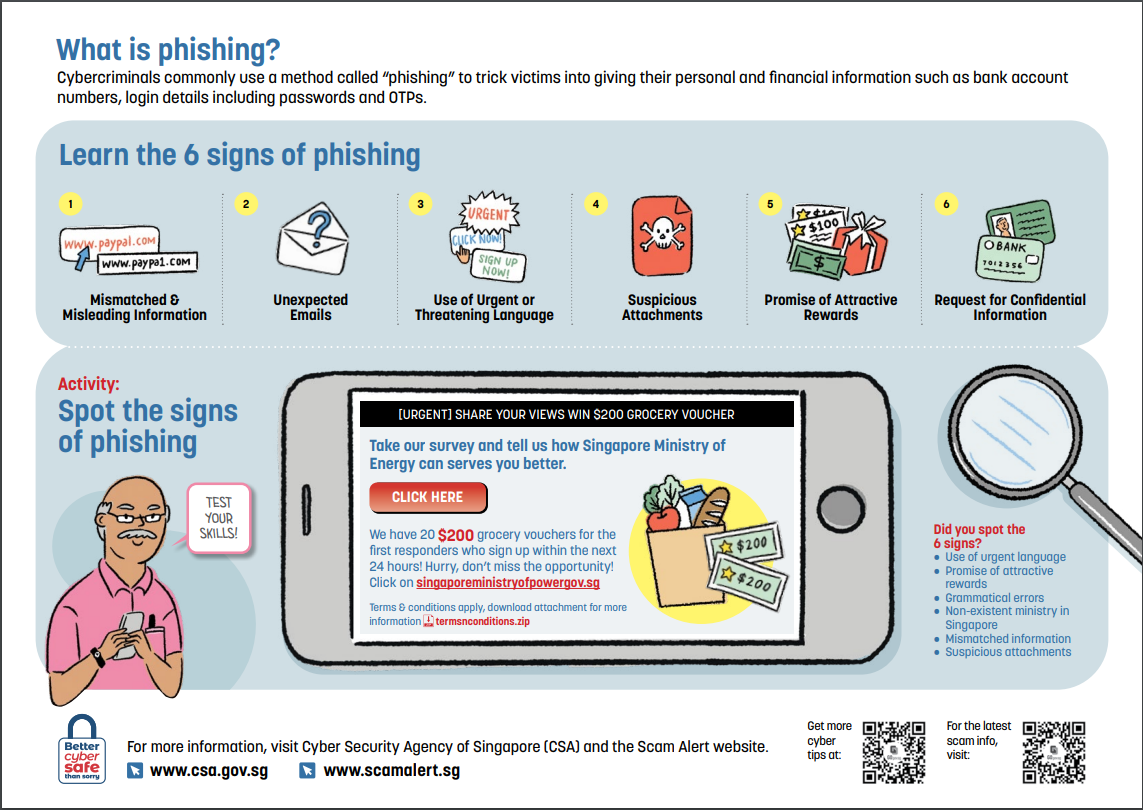 What is phishing?
Cybercriminals commonly use a method called “phishing” to trick victims into giving their personal and financial information such as bank account
numbers, login details including passwords and OTPs.
Learn the 6 signs of phishing
1
www.paypal.com
www.paypa1.com
Mismatched &
Misleading Information
2
?
Unexpected
Emails
3
URGENT
CLICK NOW!
SIGN UP
NOW!
Use of Urgent or
Threatening Language
4
Suspicious
Attachments
5
$100
$
Promise of Attractive
Rewards
6
BANK
7012356
Request for Confidential
Information
Activity:
Spot the signs
of phishing
TEST
YOUR
SKILLS!
[URGENT] SHARE YOUR VIEWS WIN $200 GROCERY VOUCHER
Take our survey and tell us how Singapore Ministry of
Energy can serves you better.
CLICK HERE
We have 20 $200 grocery vouchers for the
first responders who sign up within the next
24 hours! Hurry, don’t miss the opportunity!
Click on singaporeministryofpowergov.sg
Terms & conditions apply, download attachment for more
information termsnconditions.zip
$200
$200
Did you spot the
6 signs?
• Use of urgent language
• Promise of attractive
rewards
• Grammatical errors
• Non-existent ministry in
Singapore
• Mismatched information
• Suspicious attachments
Better
cyber
safe
than sorry
For more information, visit Cyber Security Agency of Singapore (CSA) and the Scam Alert website.
www.csa.gov.sg
www.scamalert.sg
Get more
cyber
tips at:
For the latest
scam info,
visit: